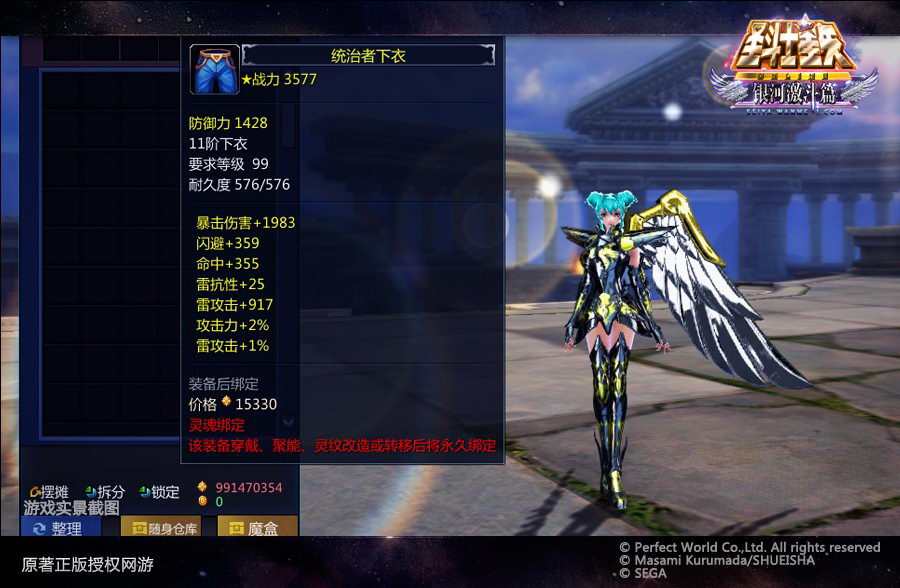 圣斗士星矢
ONLINE
银河激斗篇
SEIYA.WANMEI.COM
统治者下衣
★战力 3577
防御力 1428
11阶下衣
要求等级 99
耐久度 576/576
暴击伤害+1983
闪避+359
命中+355
雷抗性+25
雷攻击+917
攻击力+2%
雷攻击+1%
装备后绑定
价格 15330
灵魂绑定
该装备穿戴、聚能、灵纹改造或转移后将永久绑定
摆摊 拆分 锁定 991470354
0
游戏实景截图
整理 随身仓库 魔盒
原著正版授权网游
© Perfect World Co.,Ltd. All rights reserved
© Masami Kurumada/SHUEISHA
© SEGA